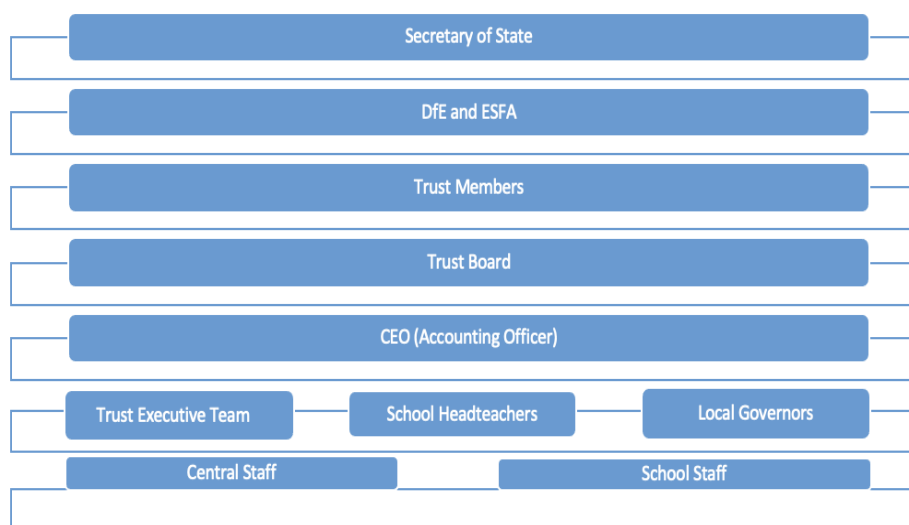 Secretary of State
DfE and ESFA
Trust Members
Trust Board
CEO (Accounting Officer)
Trust Executive Team
School Headteachers
Local Governors
Central Staff
School Staff